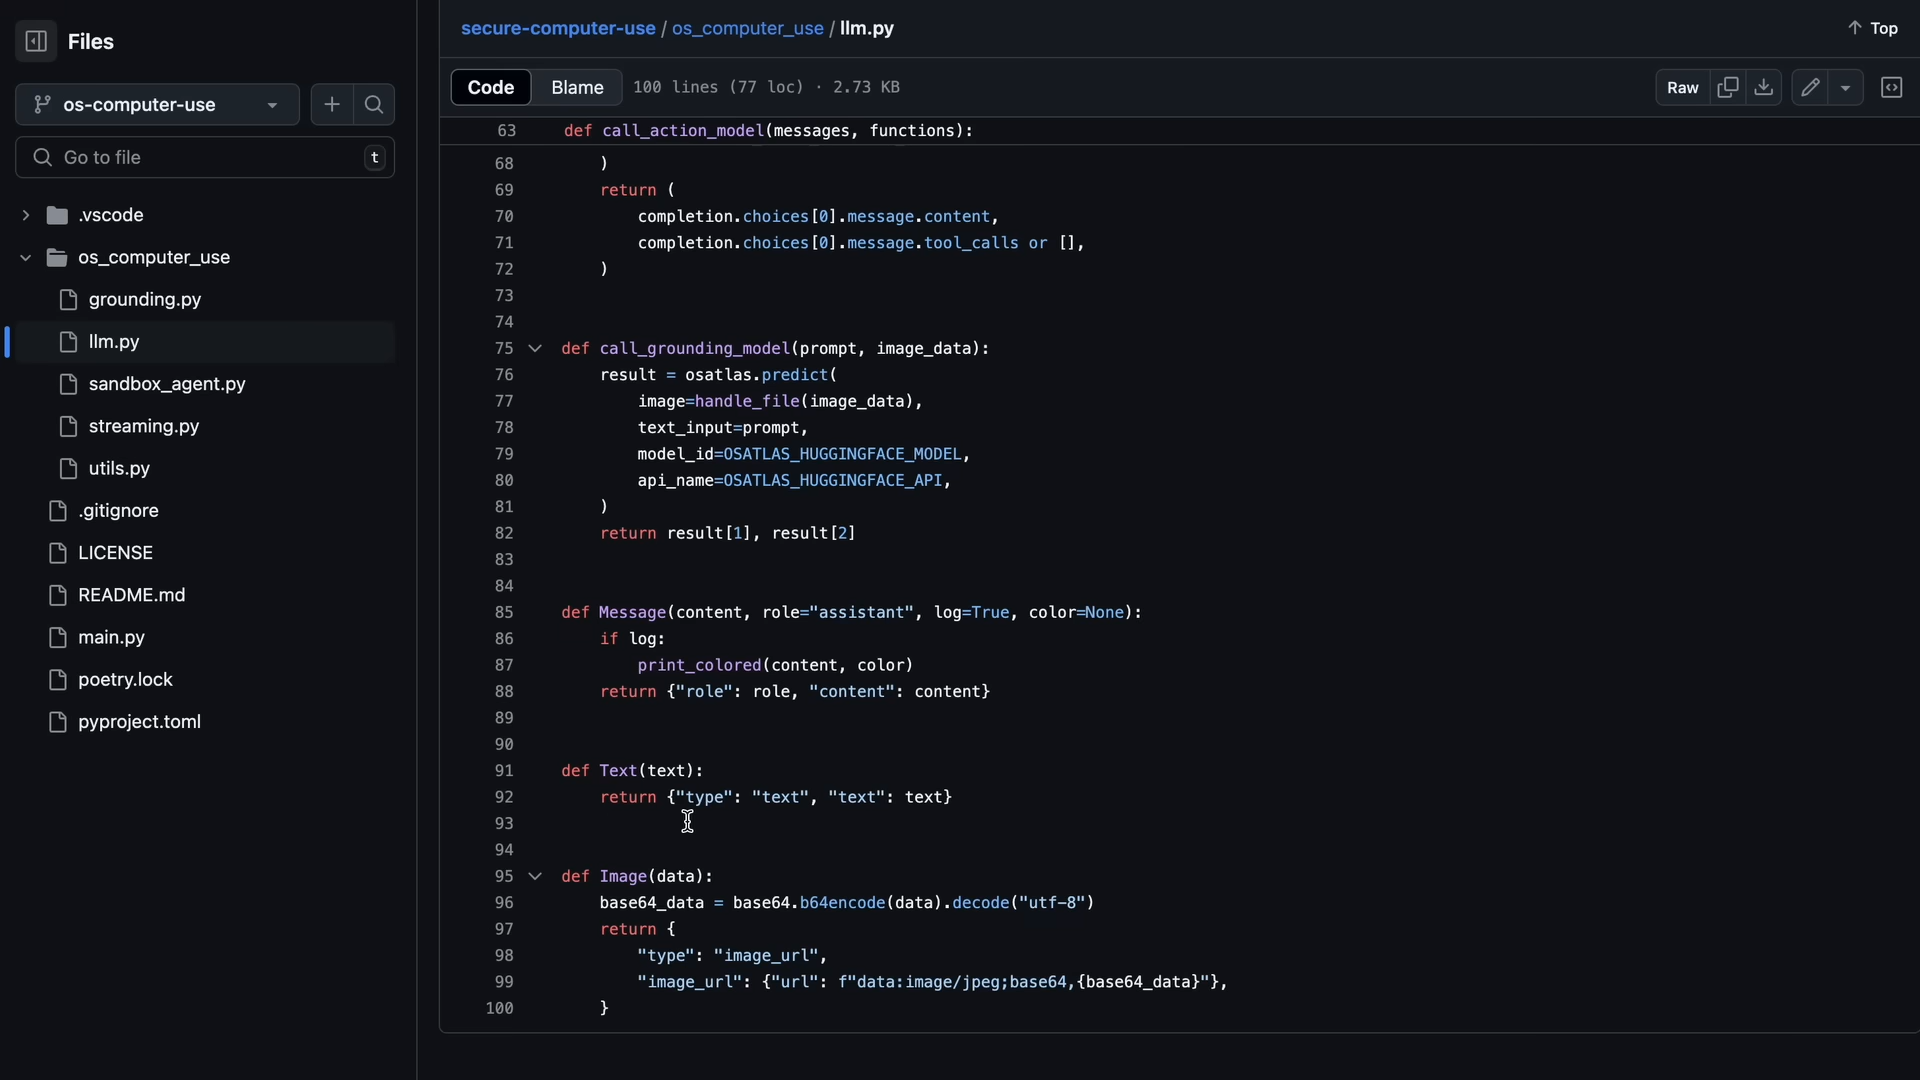 Files
os-computer-use
Go to file
t
.vscode
os_computer_use
grounding.py
llm.py
sandbox_agent.py
streaming.py
utils.py
.gitignore
LICENSE
README.md
main.py
poetry.lock
pyproject.toml
secure-computer-use / os_computer_use / llm.py
Top
Code
Blame
100 lines (77 loc) · 2.73 KB
Raw
63 def call_action_model(messages, functions):
68 )
69 return (
70 completion.choices[0].message.content,
71 completion.choices[0].message.tool_calls or [],
72 )
73
74
75 def call_grounding_model(prompt, image_data):
76 result = osatlas.predict(
77 image=handle_file(image_data),
78 text_input=prompt,
79 model_id=OSATLAS_HUGGINGFACE_MODEL,
80 api_name=OSATLAS_HUGGINGFACE_API,
81 )
82 return result[1], result[2]
83
84
85 def Message(content, role="assistant", log=True, color=None):
86 if log:
87 print_colored(content, color)
88 return {"role": role, "content": content}
89
90
91 def Text(text):
92 return {"type": "text", "text": text}
93
94
95 def Image(data):
96 base64_data = base64.b64encode(data).decode("utf-8")
97 return {
98 "type": "image_url",
99 "image_url": {"url": f"data:image/jpeg;base64,{base64_data}"},
100 }